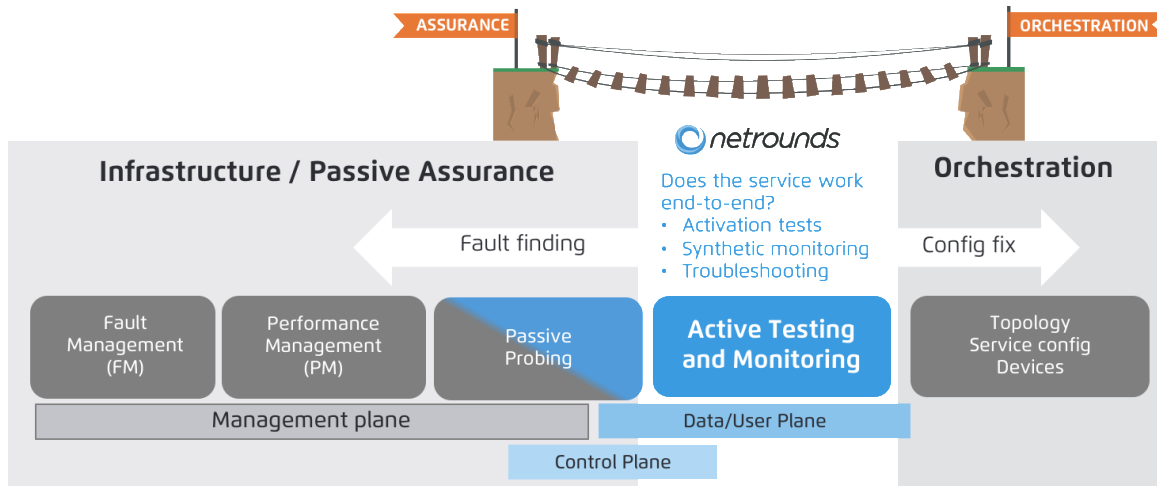 ASSURANCE
ORCHESTRATION
netrounds
Infrastructure / Passive Assurance
Orchestration
Does the service work
end-to-end?
• Activation tests
• Synthetic monitoring
• Troubleshooting
Fault finding
Config fix
Fault
Management
(FM)
Performance
Management
(PM)
Passive
Probing
Active Testing
and Monitoring
Topology
Service config
Devices
Management plane
Data/User Plane
Control Plane